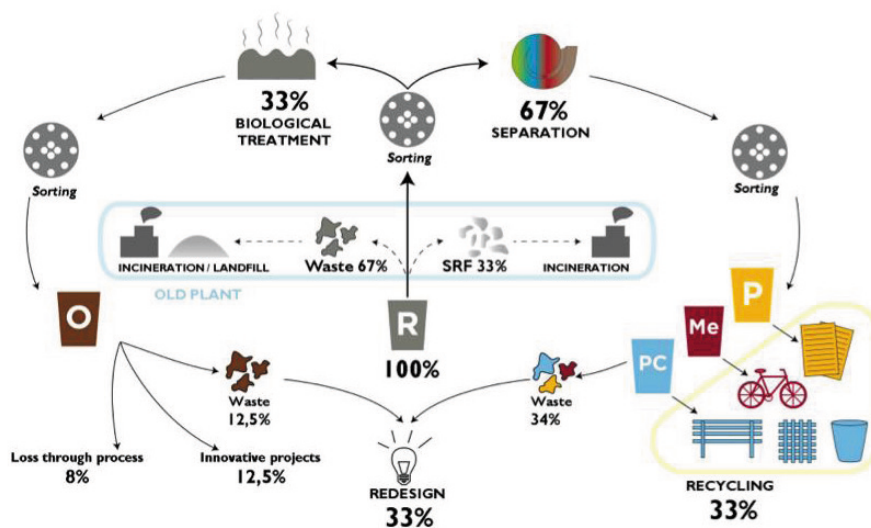 33%
BIOLOGICAL
TREATMENT
67%
SEPARATION
Sorting
Sorting
Sorting
INCINERATION / LANDFILL
Waste 67%
SRF 33%
INCINERATION
OLD PLANT
O
R
100%
P
Me
PC
Waste
12,5%
Waste
34%
Loss through process
8%
Innovative projects
12,5%
REDESIGN
33%
RECYCLING
33%